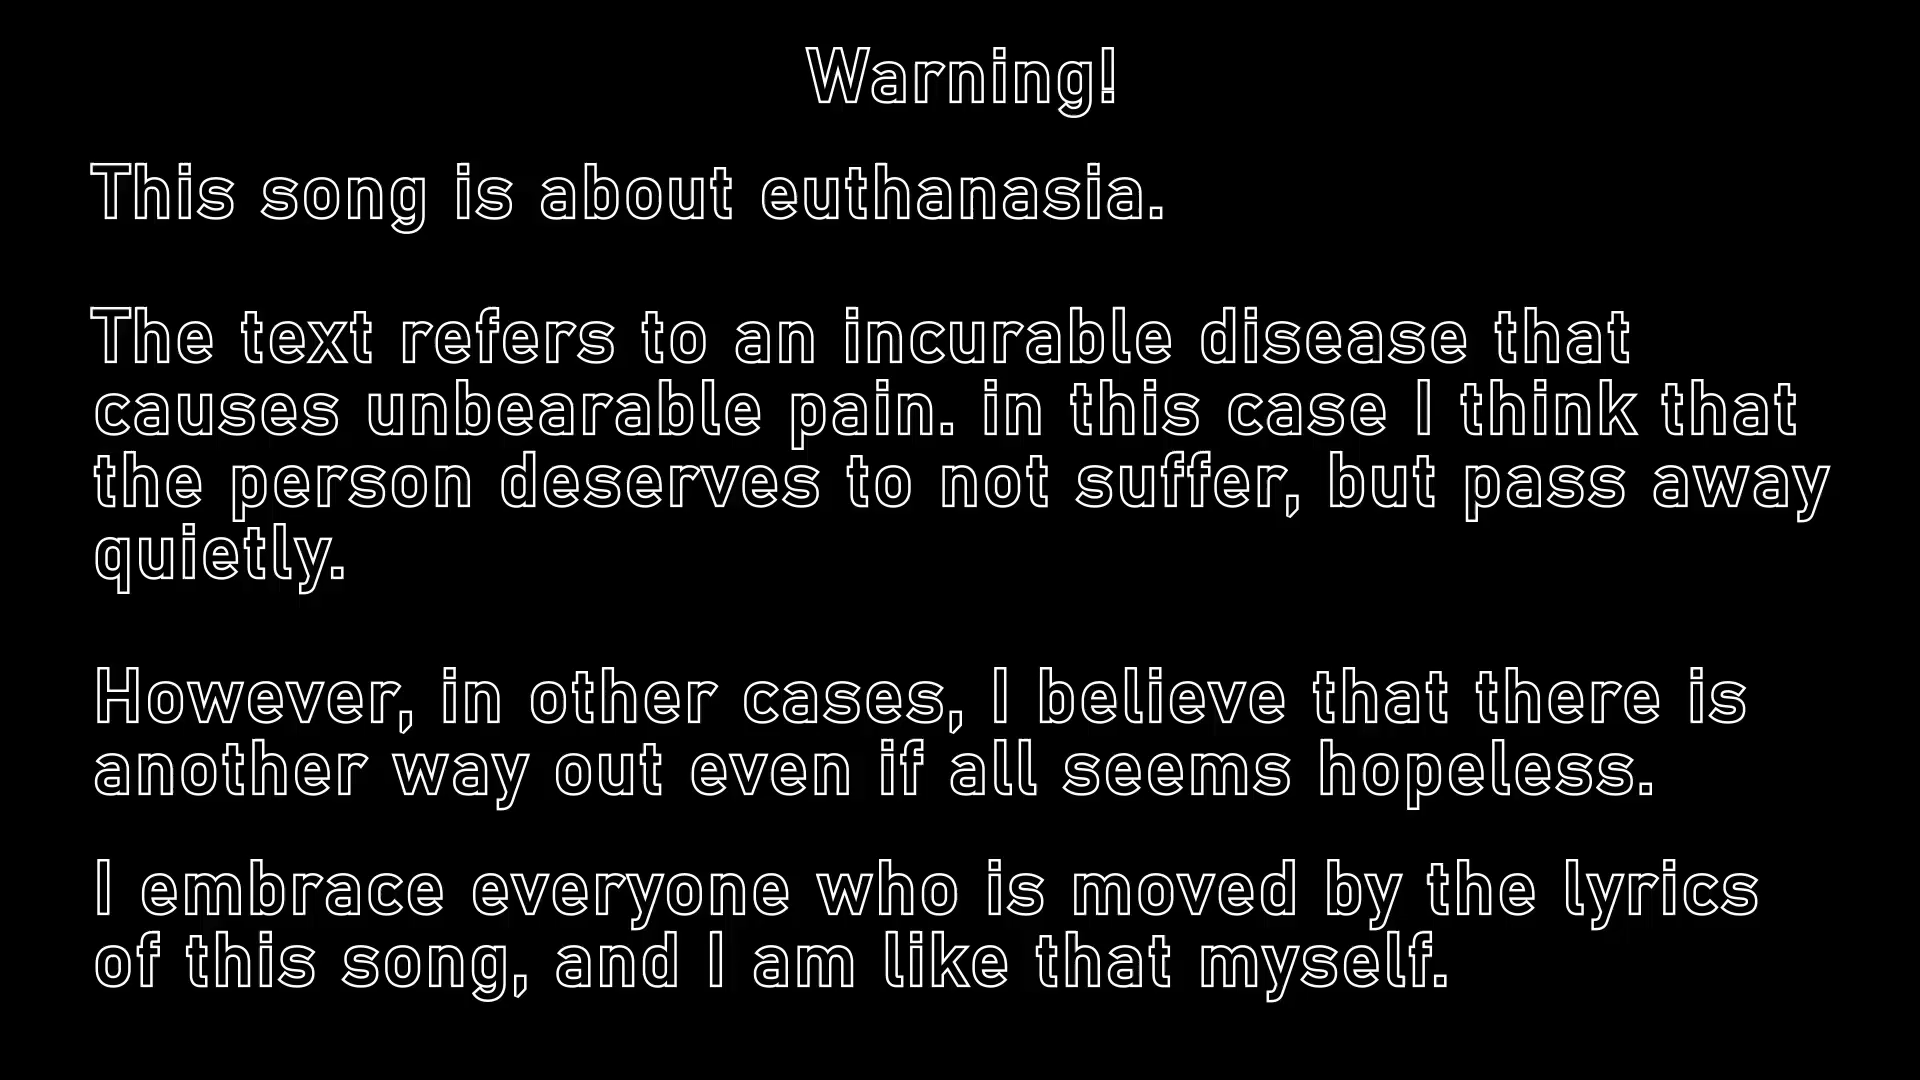 Warning!
This song is about euthanasia.
The text refers to an incurable disease that
causes unbearable pain. in this case I think that
the person deserves to not suffer, but pass away
quietly.
However, in other cases, I believe that there is
another way out even if all seems hopeless.
I embrace everyone who is moved by the lyrics
of this song, and I am like that myself.